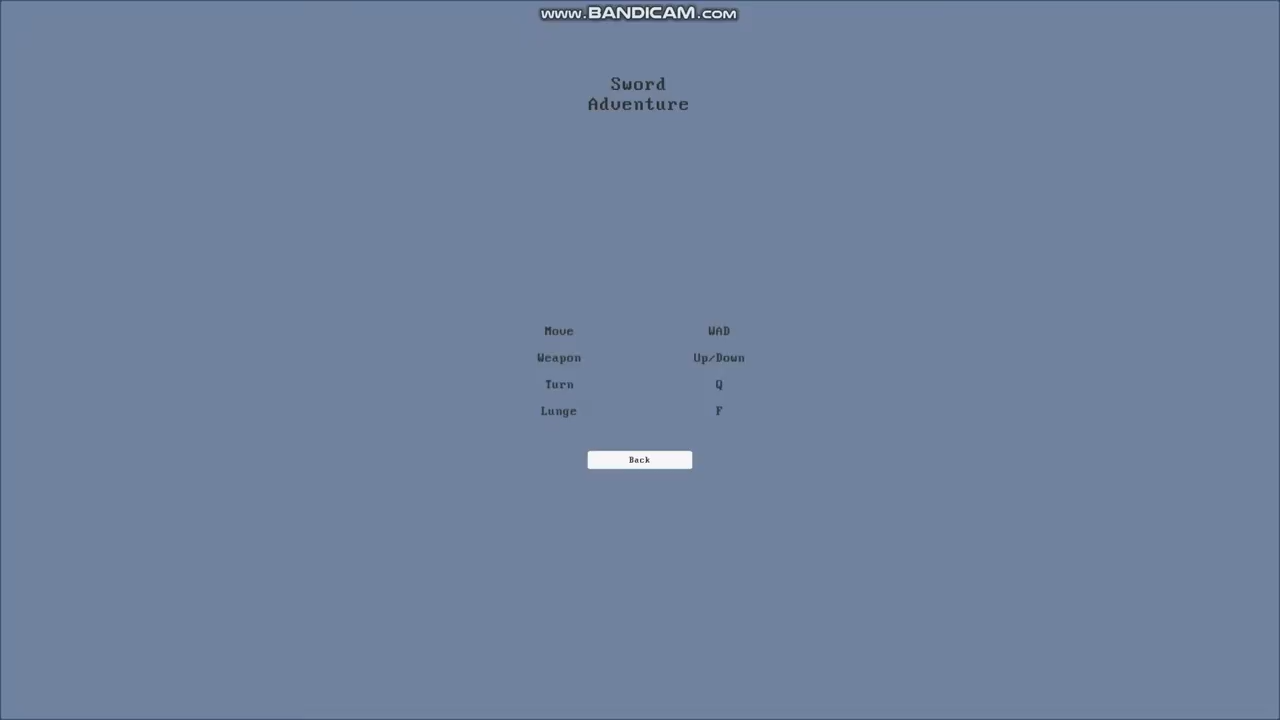 www.BANDICAM.com
Sword
Adventure
Move WAD
Weapon Up/Down
Turn Q
Lunge F
Back